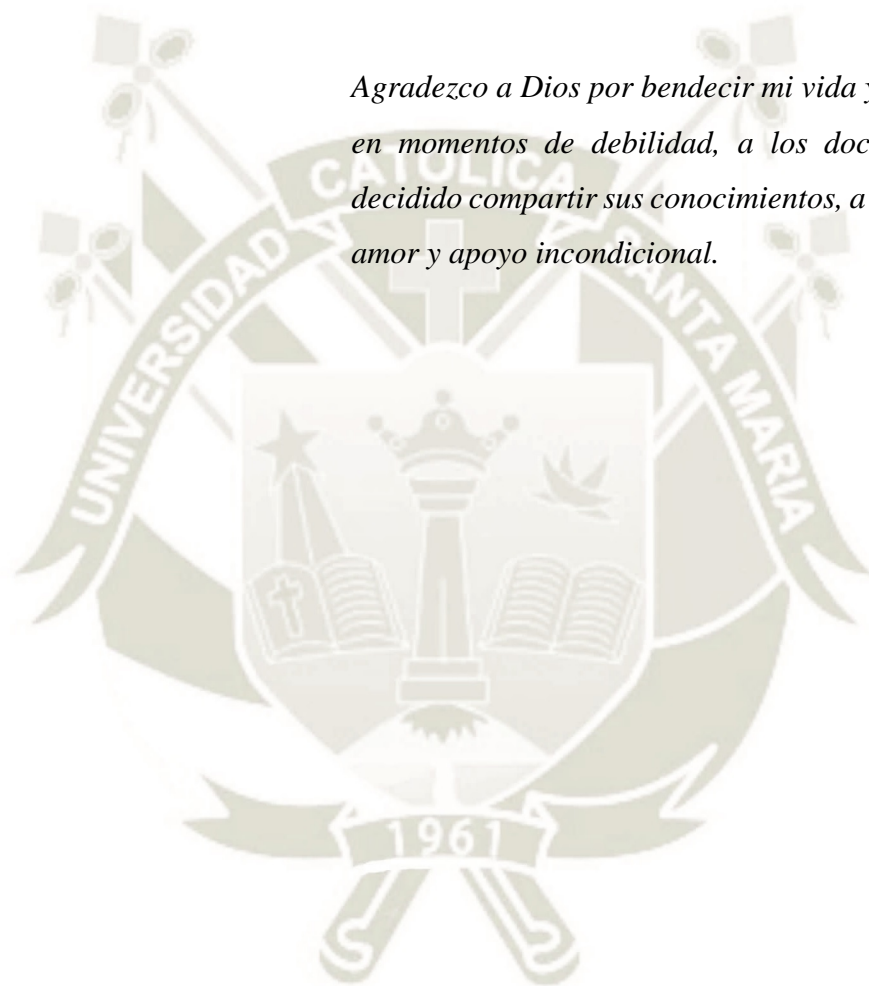 Agradezco a Dios por bendecir mi vida y
en momentos de debilidad, a los doc
decidido compartir sus conocimientos, a
amor y apoyo incondicional.
UNIVERSIDAD CATOLICA SANTA MARIA
1961